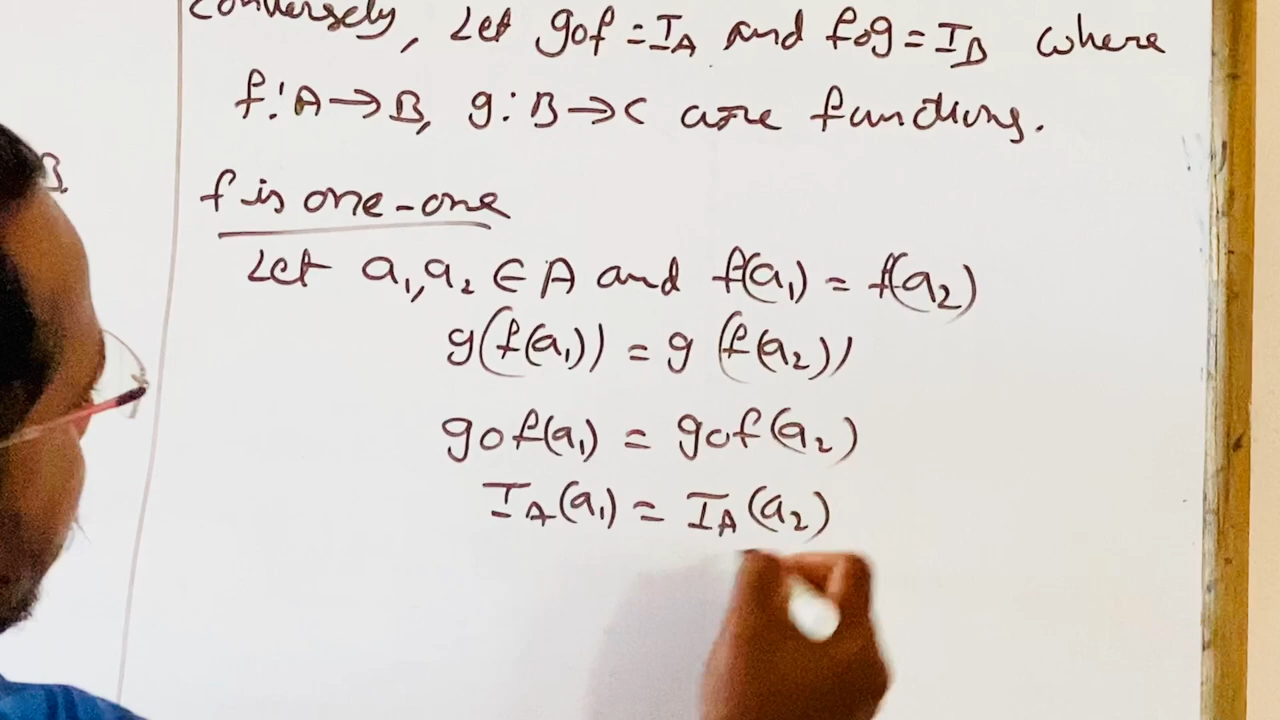 Conversely, Let gof = I_A and fog = I_B where
f: A → B, g: B → C are functions.
B.
f is one-one
Let a₁, a₂ ∈ A and f(a₁) = f(a₂)
g(f(a₁)) = g(f(a₂))
gof(a₁) = gof(a₂)
I_A(a₁) = I_A(a₂)